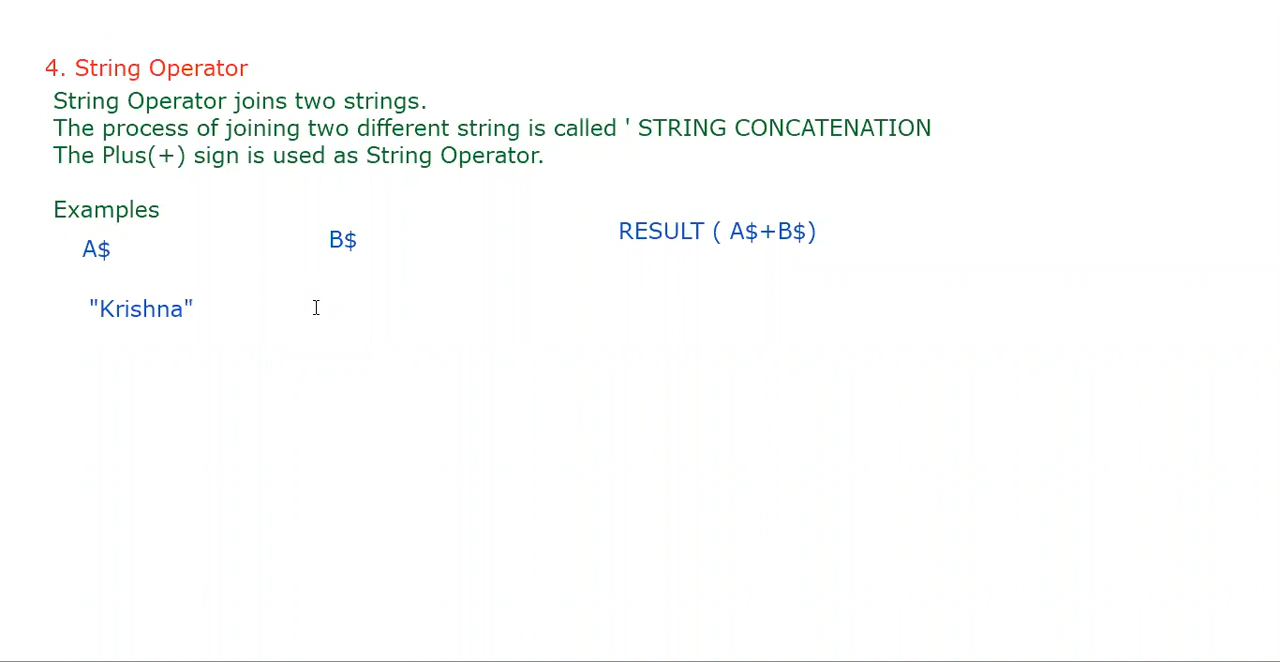 4. String Operator
String Operator joins two strings.
The process of joining two different string is called ' STRING CONCATENATION
The Plus(+) sign is used as String Operator.
Examples
A$ B$ RESULT ( A$+B$)
"Krishna"